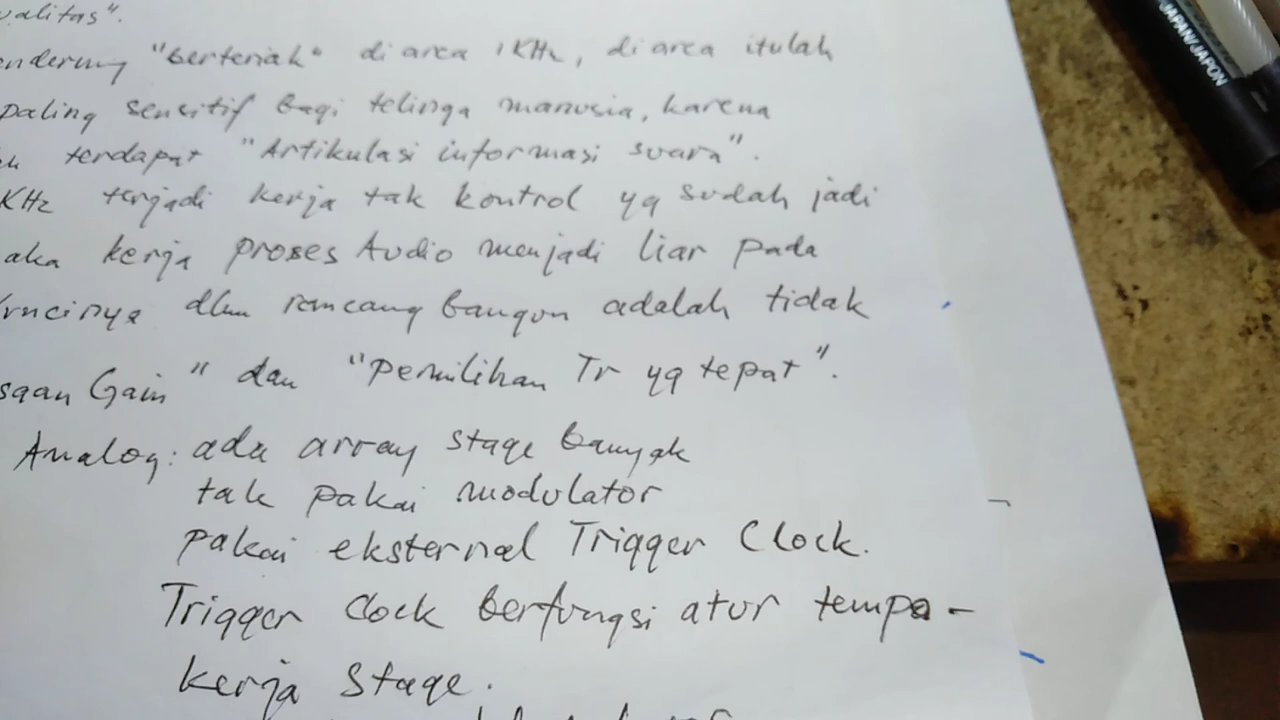 valitas".
enderung "berteriak" di area 1KHz, di area itulah
paling sensitif bagi telinga manusia, karena
terdapat "Artikulasi informasi suara".
KHz terjadi kerja tak kontrol yg sudah jadi
aka kerja proses Audio menjadi liar pada
dlm rancang bangun adalah tidak
saan Gain" dan "Pemilihan Tr yg tepat".
Analog: ada array stage banyak
tak pakai modulator
pakai eksternal Trigger Clock.
Trigger Clock berfungsi atur tempo -
kerja Stage.
JAPAN/JAPON